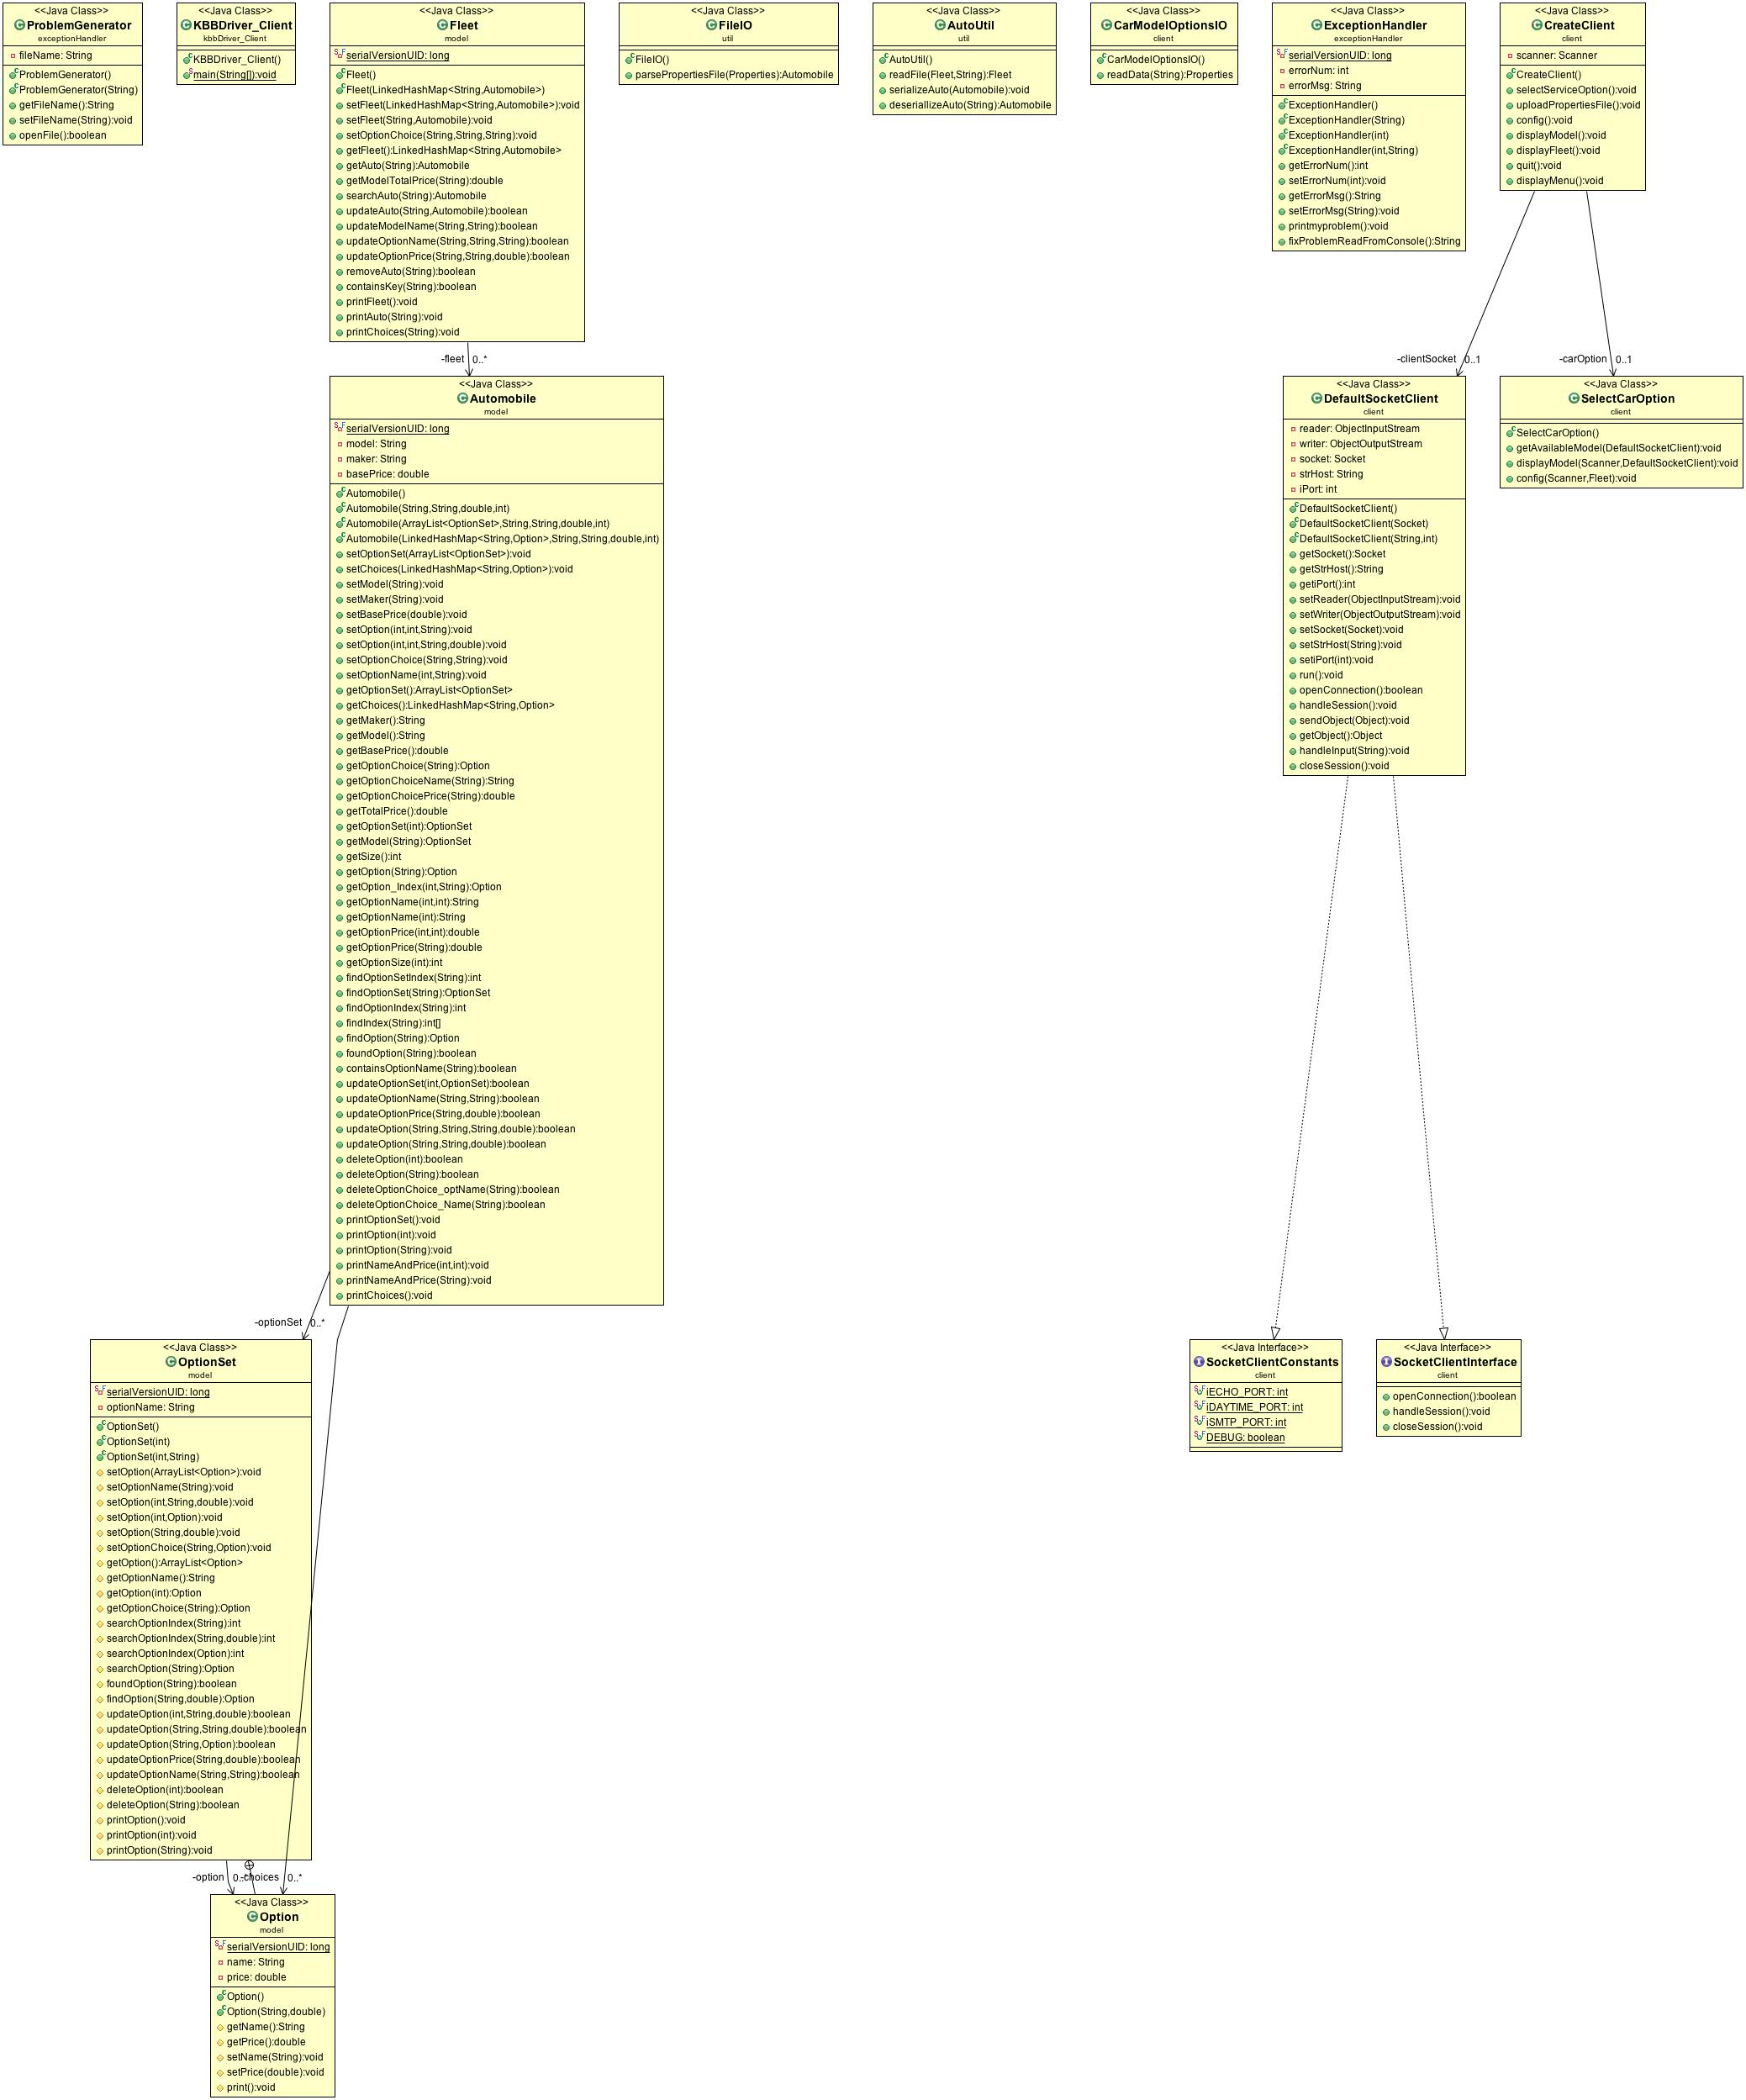 <<Java Class>>
ProblemGenerator
exceptionHandler
fileName: String
ProblemGenerator()
ProblemGenerator(String)
getFileName():String
setFileName(String):void
openFile():boolean
<<Java Class>>
KBBDriver_Client
kbbDriver_Client
KBBDriver_Client()
main(String[]):void
<<Java Class>>
Fleet
model
serialVersionUID: long
Fleet()
Fleet(LinkedHashMap<String,Automobile>)
setFleet(LinkedHashMap<String,Automobile>):void
setFleet(String,Automobile):void
setOptionChoice(String,String,String):void
getFleet():LinkedHashMap<String,Automobile>
getAuto(String):Automobile
getModelTotalPrice(String):double
searchAuto(String):Automobile
updateAuto(String,Automobile):boolean
updateModelName(String,String):boolean
updateOptionName(String,String,String):boolean
updateOptionPrice(String,String,double):boolean
removeAuto(String):boolean
containsKey(String):boolean
printFleet():void
printAuto(String):void
printChoices(String):void
<<Java Class>>
FileIO
util
FileIO()
parsePropertiesFile(Properties):Automobile
<<Java Class>>
AutoUtil
util
AutoUtil()
readFile(Fleet,String):Fleet
serializeAuto(Automobile):void
deseriallizeAuto(String):Automobile
<<Java Class>>
CarModelOptionsIO
client
CarModelOptionsIO()
readData(String):Properties
<<Java Class>>
ExceptionHandler
exceptionHandler
serialVersionUID: long
errorNum: int
errorMsg: String
ExceptionHandler()
ExceptionHandler(String)
ExceptionHandler(int)
ExceptionHandler(int,String)
getErrorNum():int
setErrorNum(int):void
getErrorMsg():String
setErrorMsg(String):void
printmyproblem():void
fixProblemReadFromConsole():String
<<Java Class>>
CreateClient
client
scanner: Scanner
CreateClient()
selectServiceOption():void
uploadPropertiesFile():void
config():void
displayModel():void
displayFleet():void
quit():void
displayMenu():void
-fleet 0..*
-clientSocket 0..1
-carOption 0..1
<<Java Class>>
Automobile
model
serialVersionUID: long
model: String
maker: String
basePrice: double
Automobile()
Automobile(String,String,double,int)
Automobile(ArrayList<OptionSet>,String,String,double,int)
Automobile(LinkedHashMap<String,Option>,String,String,double,int)
setOptionSet(ArrayList<OptionSet>):void
setChoices(LinkedHashMap<String,Option>):void
setModel(String):void
setMaker(String):void
setBasePrice(double):void
setOption(int,int,String):void
setOption(int,int,String,double):void
setOptionChoice(String,String):void
setOptionName(int,String):void
getOptionSet():ArrayList<OptionSet>
getChoices():LinkedHashMap<String,Option>
getMaker():String
getModel():String
getBasePrice():double
getOptionChoice(String):Option
getOptionChoiceName(String):String
getOptionChoicePrice(String):double
getTotalPrice():double
getOptionSet(int):OptionSet
getModel(String):OptionSet
getSize():int
getOption(String):Option
getOption_Index(int,String):Option
getOptionName(int,int):String
getOptionName(int):String
getOptionPrice(int,int):double
getOptionPrice(String):double
getOptionSize(int):int
findOptionSetIndex(String):int
findOptionSet(String):OptionSet
findOptionIndex(String):int
findIndex(String):int[]
findOption(String):Option
foundOption(String):boolean
containsOptionName(String):boolean
updateOptionSet(int,OptionSet):boolean
updateOptionName(String,String):boolean
updateOptionPrice(String,double):boolean
updateOption(String,String,String,double):boolean
updateOption(String,String,double):boolean
deleteOption(int):boolean
deleteOption(String):boolean
deleteOptionChoice_optName(String):boolean
deleteOptionChoice_Name(String):boolean
printOptionSet():void
printOption(int):void
printOption(String):void
printNameAndPrice(int,int):void
printNameAndPrice(String):void
printChoices():void
<<Java Class>>
DefaultSocketClient
client
reader: ObjectInputStream
writer: ObjectOutputStream
socket: Socket
strHost: String
iPort: int
DefaultSocketClient()
DefaultSocketClient(Socket)
DefaultSocketClient(String,int)
getSocket():Socket
getStrHost():String
getiPort():int
setReader(ObjectInputStream):void
setWriter(ObjectOutputStream):void
setSocket(Socket):void
setStrHost(String):void
setiPort(int):void
run():void
openConnection():boolean
handleSession():void
sendObject(Object):void
getObject():Object
handleInput(String):void
closeSession():void
<<Java Class>>
SelectCarOption
client
SelectCarOption()
getAvailableModel(DefaultSocketClient):void
displayModel(Scanner,DefaultSocketClient):void
config(Scanner,Fleet):void
-optionSet 0..*
<<Java Class>>
OptionSet
model
serialVersionUID: long
optionName: String
OptionSet()
OptionSet(int)
OptionSet(int,String)
setOption(ArrayList<Option>):void
setOptionName(String):void
setOption(int,String,double):void
setOption(int,Option):void
setOption(String,double):void
setOptionChoice(String,Option):void
getOption():ArrayList<Option>
getOptionName():String
getOption(int):Option
getOptionChoice(String):Option
searchOptionIndex(String):int
searchOptionIndex(String,double):int
searchOptionIndex(Option):int
searchOption(String):Option
foundOption(String):boolean
findOption(String,double):Option
updateOption(int,String,double):boolean
updateOption(String,String,double):boolean
updateOption(String,Option):boolean
updateOptionPrice(String,double):boolean
updateOptionName(String,String):boolean
deleteOption(int):boolean
deleteOption(String):boolean
printOption():void
printOption(int):void
printOption(String):void
<<Java Interface>>
SocketClientConstants
client
iECHO_PORT: int
iDAYTIME_PORT: int
iSMTP_PORT: int
DEBUG: boolean
<<Java Interface>>
SocketClientInterface
client
openConnection():boolean
handleSession():void
closeSession():void
-option 0..* -choices 0..*
<<Java Class>>
Option
model
serialVersionUID: long
name: String
price: double
Option()
Option(String,double)
getName():String
getPrice():double
setName(String):void
setPrice(double):void
print():void